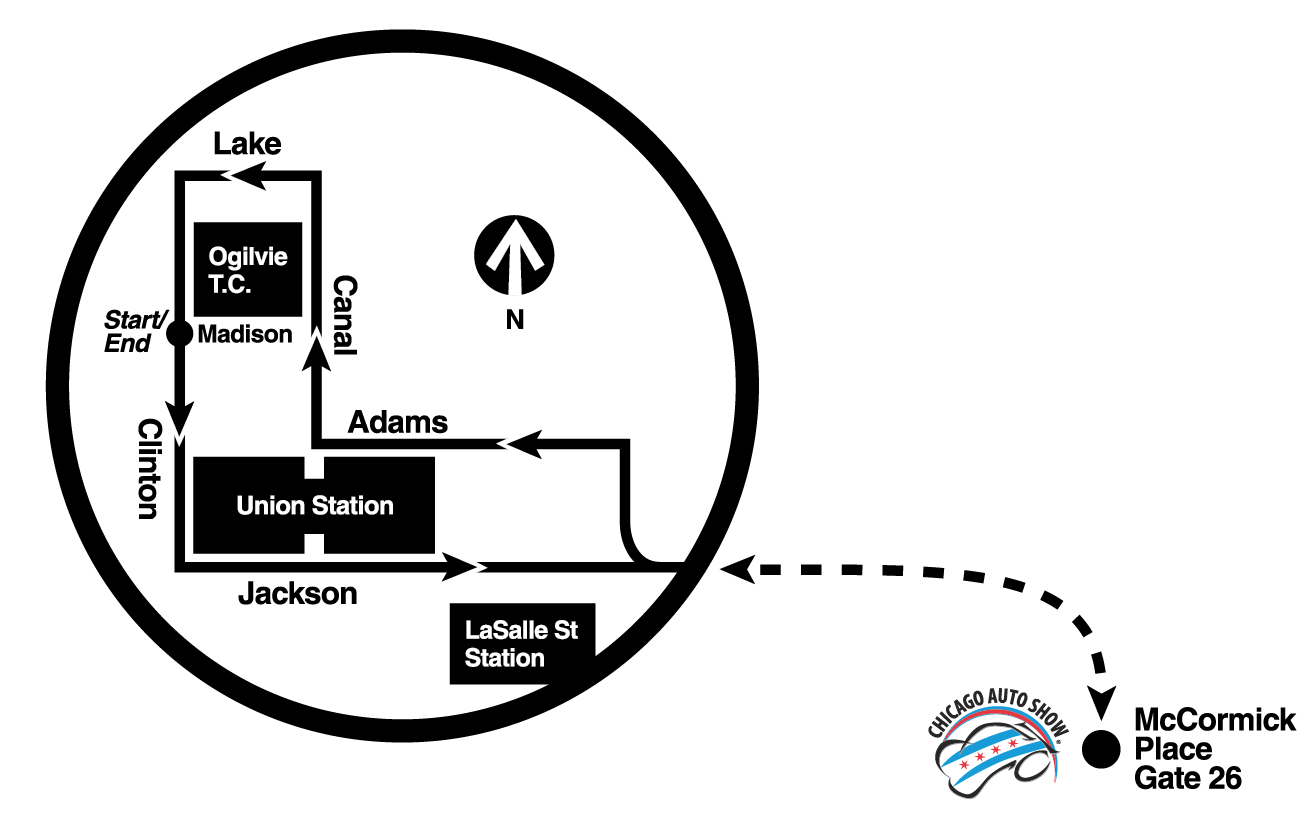 Lake
Ogilvie
T.C.
Canal
N
Start/
End
Madison
Adams
Clinton
Union Station
Jackson
LaSalle St
Station
CHICAGO AUTO SHOW®
McCormick
Place
Gate 26